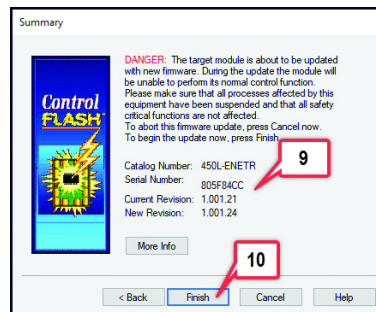 Summary
Control
FLASH
DANGER: The target module is about to be updated
with new firmware. During the update the module will
be unable to perform its normal control function.
Please make sure that all processes affected by this
equipment have been suspended and that all safety
critical functions are not affected.
To abort this firmware update, press Cancel now.
To begin the update now, press Finish.
Catalog Number: 450L-ENETR
Serial Number: 805F84CC
Current Revision: 1.001.21
New Revision: 1.001.24
9
More Info
10
< Back Finish Cancel Help